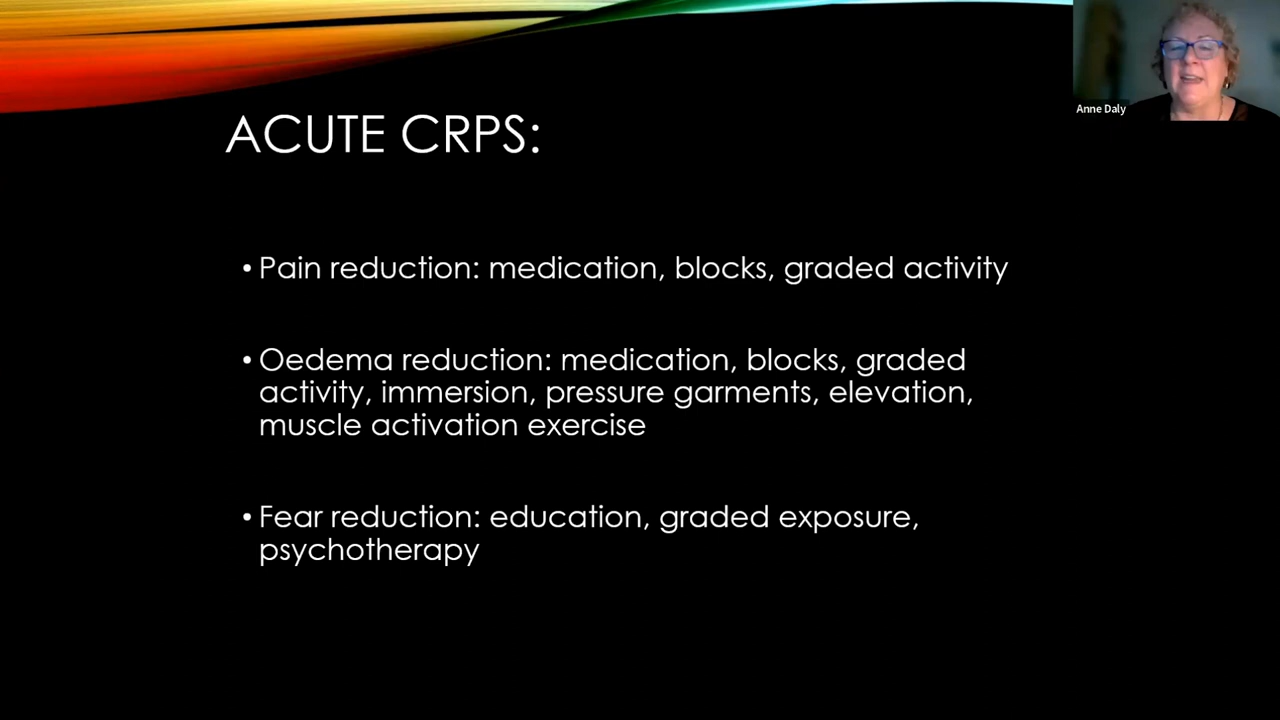 Anne Daly
ACUTE CRPS:
• Pain reduction: medication, blocks, graded activity
• Oedema reduction: medication, blocks, graded
activity, immersion, pressure garments, elevation,
muscle activation exercise
• Fear reduction: education, graded exposure,
psychotherapy